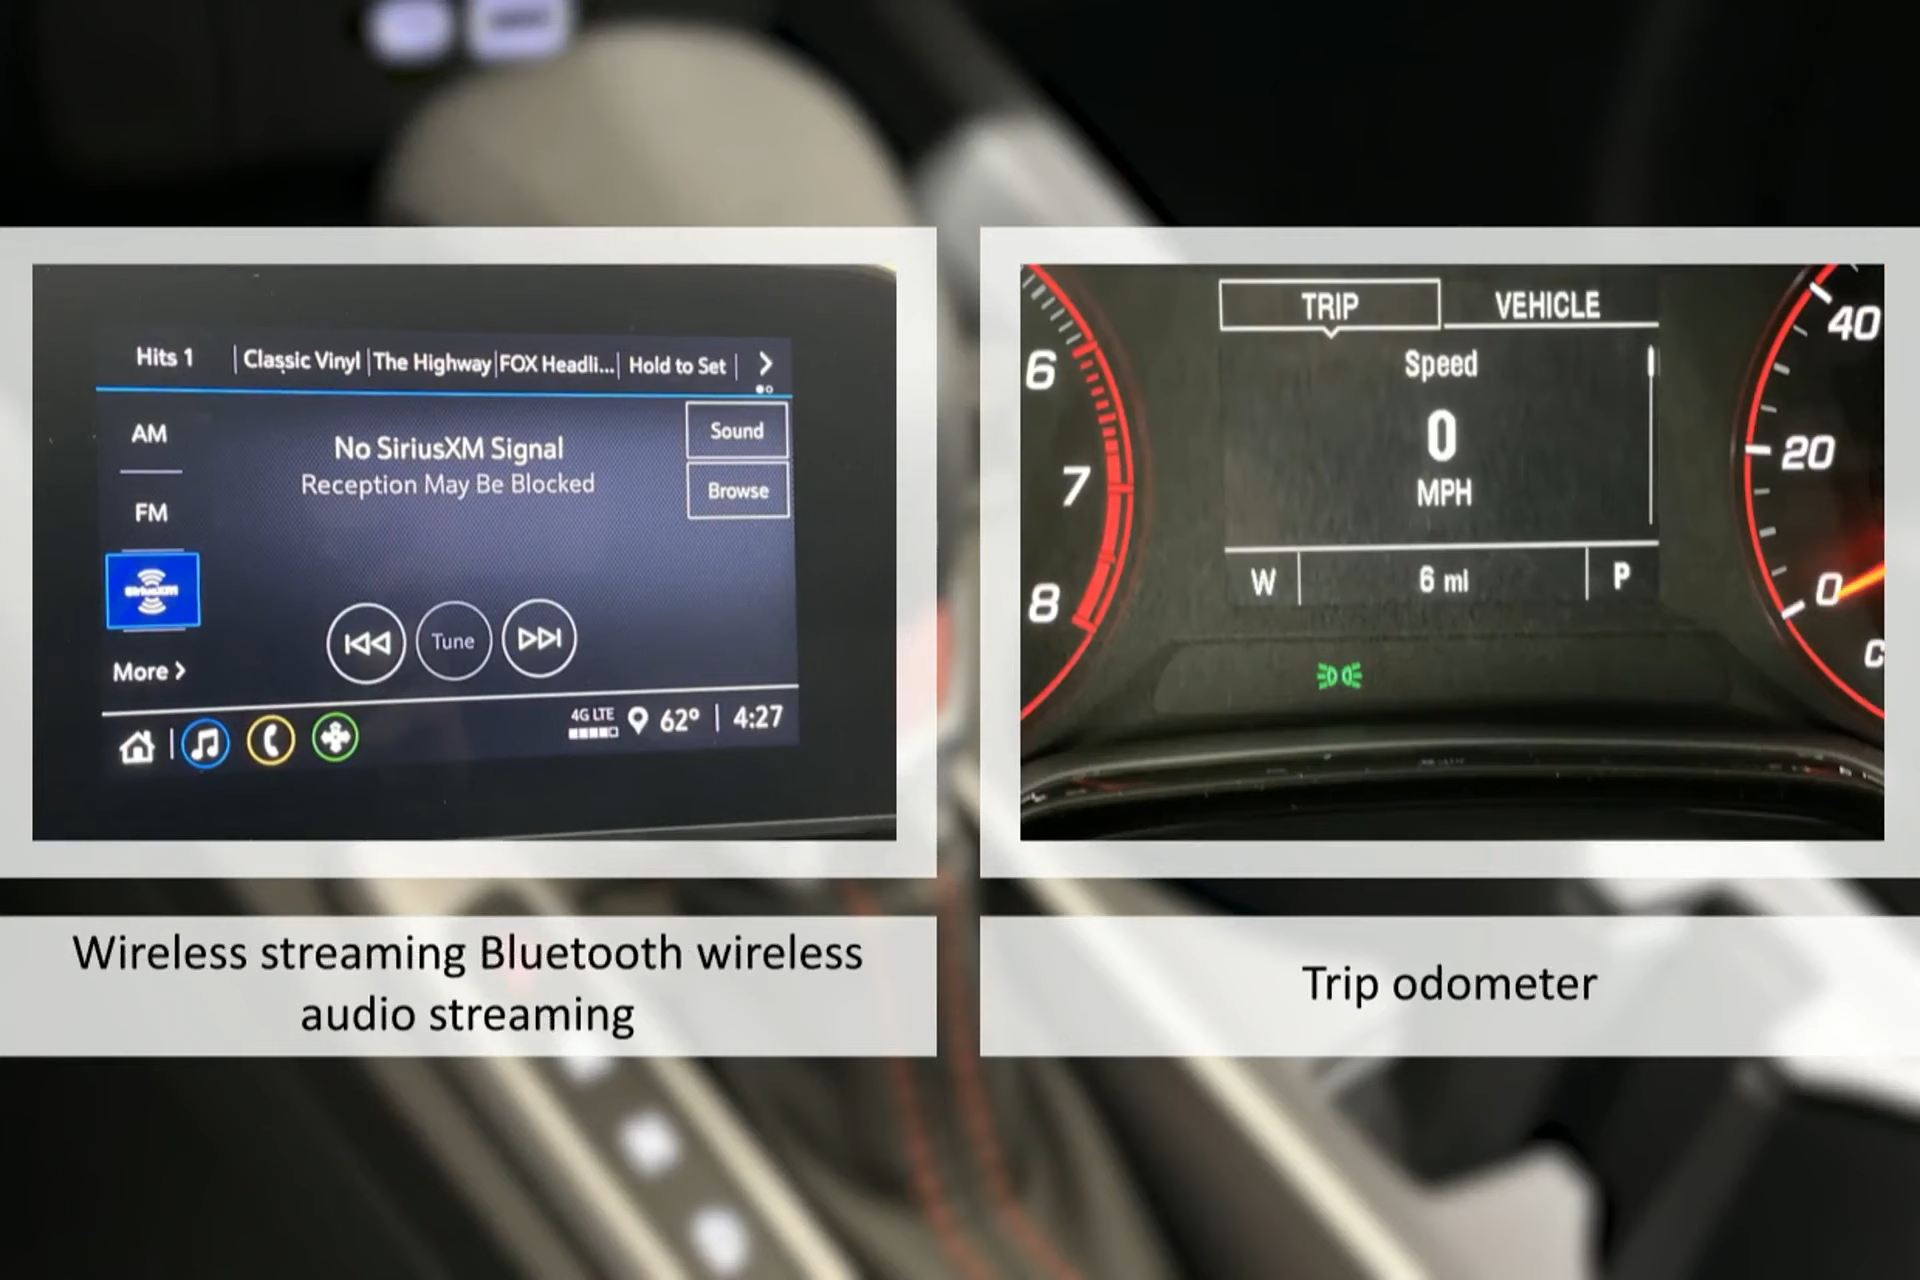 Hits 1 Classic Vinyl The Highway FOX Headli... Hold to Set
AM
No SiriusXM Signal
Sound
Reception May Be Blocked
Browse
FM
SiriusXM
Tune
More
4G LTE 62° 4:27
TRIP VEHICLE
Speed
0
MPH
W 6 mi P
6
7
8
40
20
0
C
Wireless streaming Bluetooth wireless
audio streaming
Trip odometer